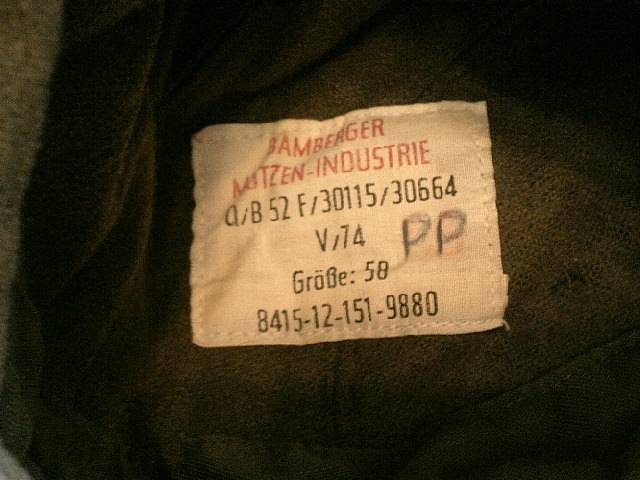 BAMBERGER
MÜTZEN-INDUSTRIE
Q/B 52 F/30115/30664
V/74
PP
Größe: 58
8415-12-151-9880